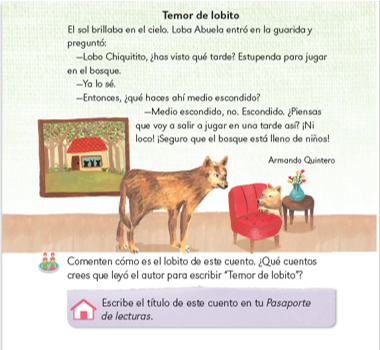 Temor de lobito
El sol brillaba en el cielo. Loba Abuela entró en la guarida y
preguntó:
—Lobo Chiquitito, ¿has visto qué tarde? Estupenda para jugar
en el bosque.
—Ya lo sé.
—Entonces, ¿qué haces ahí medio escondido?
—Medio escondido, no. Escondido. ¿Piensas
que voy a salir a jugar en una tarde así? ¡Ni
loco! ¡Seguro que el bosque está lleno de niños!
Armando Quintero
Comenten cómo es el lobito de este cuento. ¿Qué cuentos
crees que leyó el autor para escribir “Temor de lobito”?
Escribe el título de este cuento en tu Pasaporte
de lecturas.